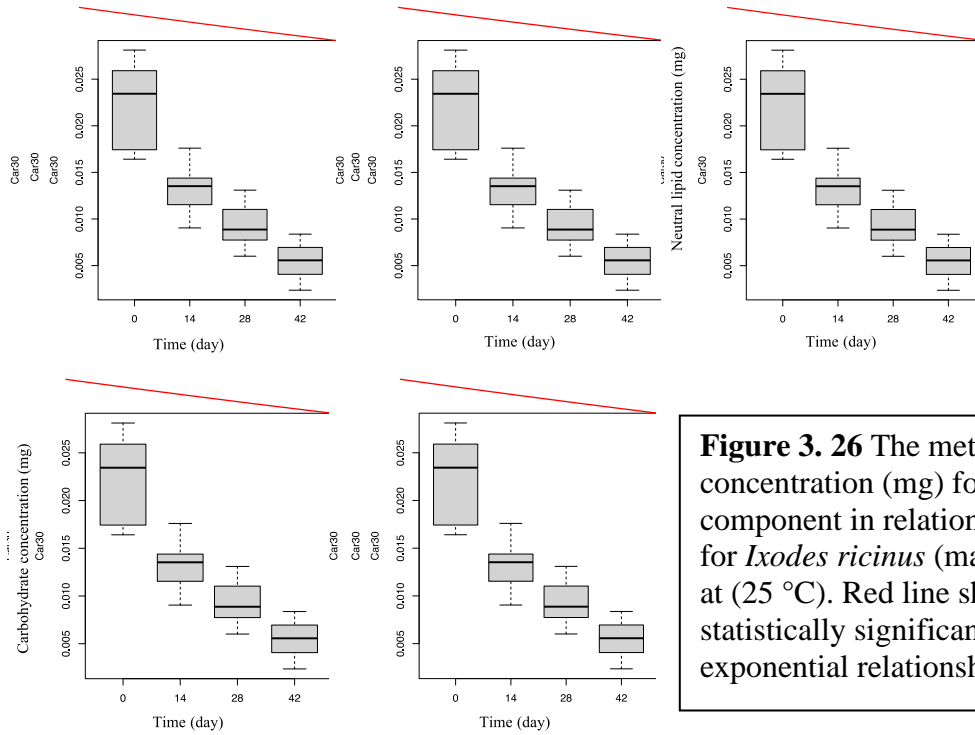 Car30
Car30
Car30
0.025
0.020
0.015
0.010
0.005
0
14
28
42
Time (day)
Car30
Car30
Car30
0.025
0.020
0.015
0.010
0.005
0
14
28
42
Time (day)
Neutral lipid concentration (mg)
Car30
0.025
0.020
0.015
0.010
0.005
0
14
28
42
Time (day)
Carbohydrate concentration (mg)
Car30
0.025
0.020
0.015
0.010
0.005
0
14
28
42
Time (day)
Car30
Car30
Car30
0.025
0.020
0.015
0.010
0.005
0
14
28
42
Time (day)
Figure 3. 26 The met
concentration (mg) fo
component in relation
for Ixodes ricinus (ma
at (25 °C). Red line sl
statistically significan
exponential relationsh